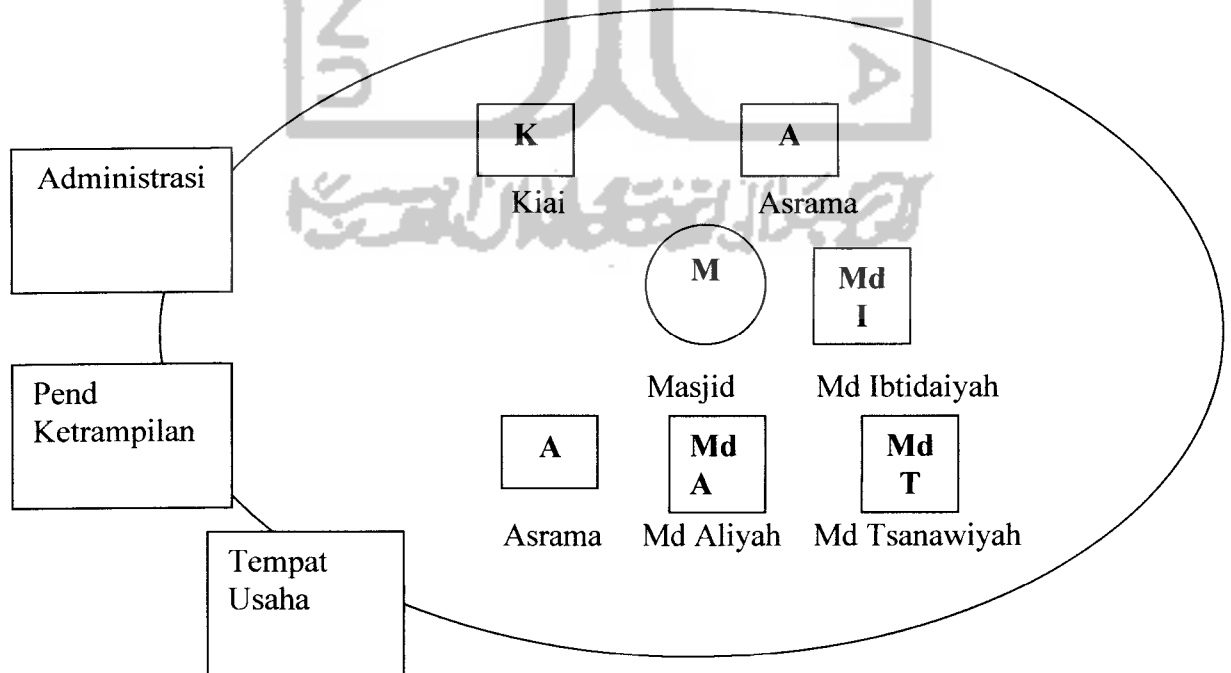 K
A
Administrasi
Kiai
Asrama
M
Md
I
Masjid
Md Ibtidaiyah
Pend
Ketrampilan
A
Md
A
Md
T
Asrama
Md Aliyah
Md Tsanawiyah
Tempat
Usaha